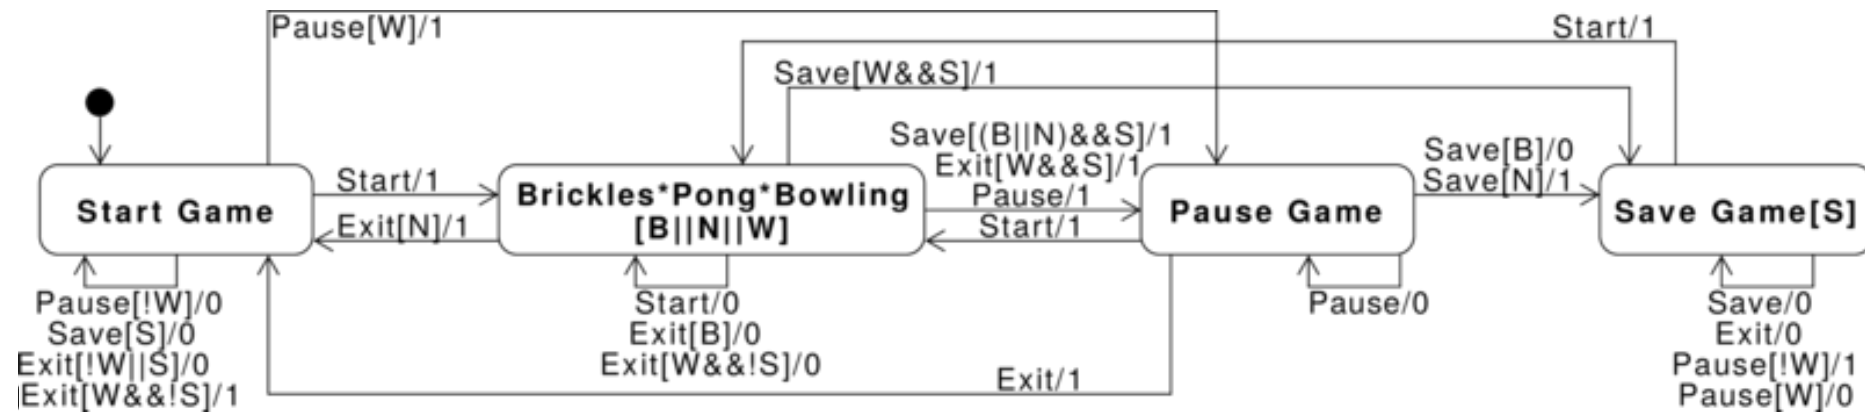 Pause[W]/1
Start/1
Save[W&&S]/1
Save[(B||N)&&S]/1
Exit[W&&S]/1
Pause/1
Start/1
Save[B]/0
Save[N]/1
Start/1
Exit[N]/1
Start Game
Brickles*Pong*Bowling
[B||N||W]
Pause Game
Save Game[S]
Pause[!W]/0
Save[S]/0
Exit[!W||S]/0
Exit[W&&!S]/1
Start/0
Exit[B]/0
Exit[W&&!S]/0
Exit/1
Pause/0
Save/0
Exit/0
Pause[!W]/1
Pause[W]/0